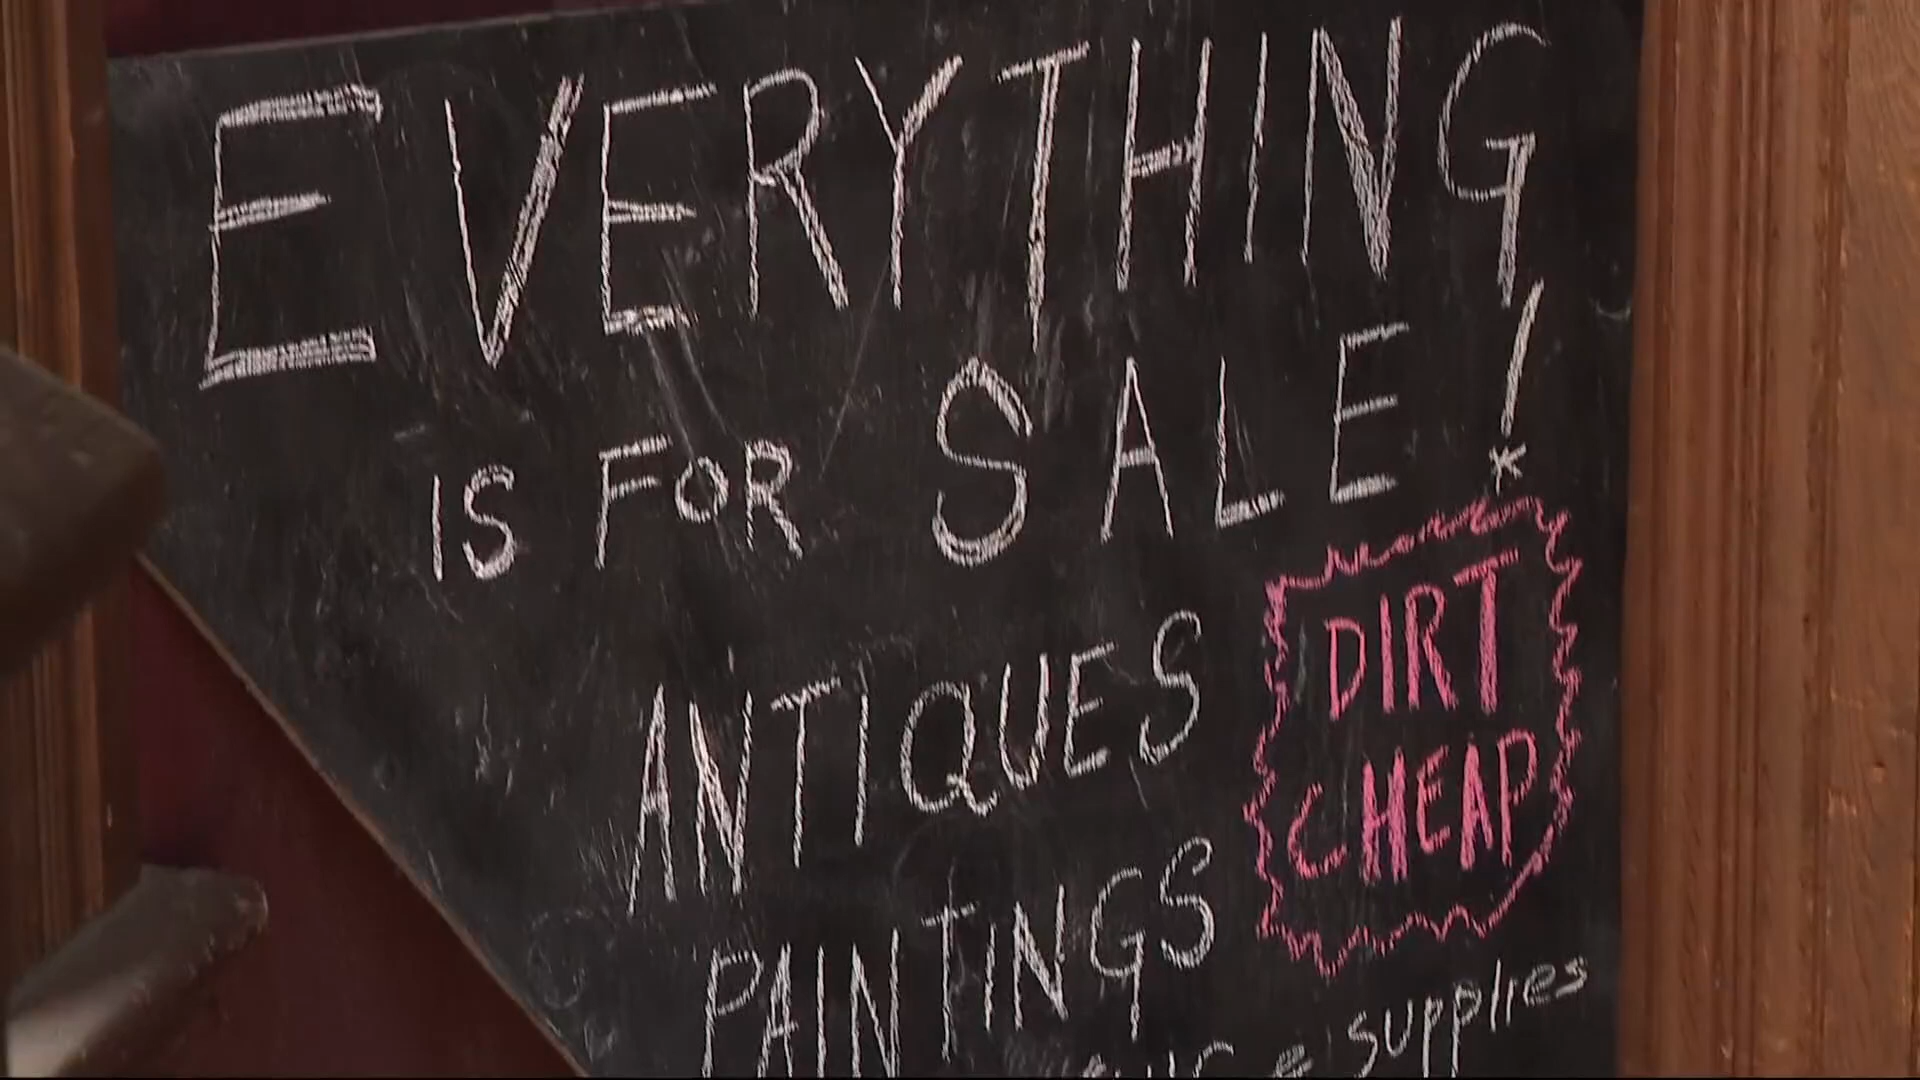 EVERYTHING
IS FOR SALE!*
ANTIQUES
DIRT
CHEAP
PAINTINGS
supplies